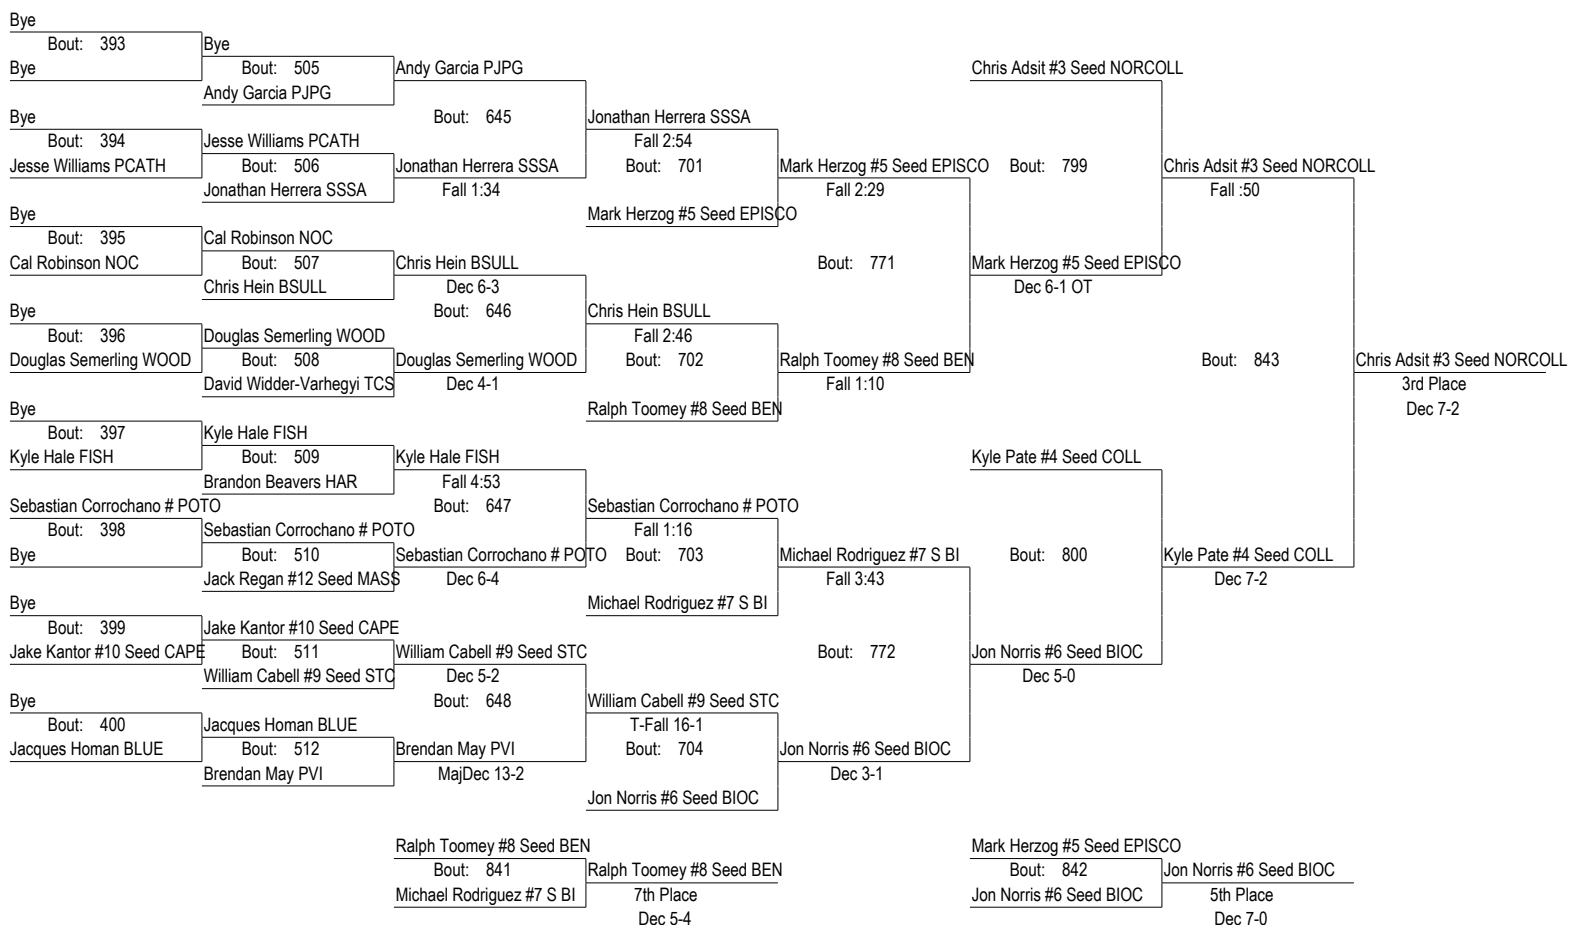 Bye
Bout: 393 Bye
Bye Bout: 505 Andy Garcia PJPG Chris Adsit #3 Seed NORCOLL
Andy Garcia PJPG
Bye Bout: 645 Jonathan Herrera SSSA
Bout: 394 Jesse Williams PCATH Fall 2:54
Jesse Williams PCATH Bout: 506 Jonathan Herrera SSSA Bout: 701 Mark Herzog #5 Seed EPISCO Bout: 799 Chris Adsit #3 Seed NORCOLL
Jonathan Herrera SSSA Fall 1:34 Fall 2:29 Fall :50
Bye Mark Herzog #5 Seed EPISCO
Bout: 395 Cal Robinson NOC
Cal Robinson NOC Bout: 507 Chris Hein BSULL Bout: 771 Mark Herzog #5 Seed EPISCO
Chris Hein BSULL Dec 6-3 Dec 6-1 OT
Bye Bout: 646 Chris Hein BSULL
Bout: 396 Douglas Semerling WOOD Fall 2:46
Douglas Semerling WOOD Bout: 508 Douglas Semerling WOOD Bout: 702 Ralph Toomey #8 Seed BEN Bout: 843 Chris Adsit #3 Seed NORCOLL
David Widder-Varhegyi TCS Dec 4-1 Fall 1:10 3rd Place
Bye Ralph Toomey #8 Seed BEN Dec 7-2
Bout: 397 Kyle Hale FISH
Kyle Hale FISH Bout: 509 Kyle Hale FISH Kyle Pate #4 Seed COLL
Brandon Beavers HAR Fall 4:53
Sebastian Corrochano # POTO Bout: 647 Sebastian Corrochano # POTO
Bout: 398 Sebastian Corrochano # POTO Fall 1:16
Bye Bout: 510 Sebastian Corrochano # POTO Bout: 703 Michael Rodriguez #7 S BI Bout: 800 Kyle Pate #4 Seed COLL
Jack Regan #12 Seed MASS Dec 6-4 Fall 3:43 Dec 7-2
Bye Michael Rodriguez #7 S BI
Bout: 399 Jake Kantor #10 Seed CAPE
Jake Kantor #10 Seed CAPE Bout: 511 William Cabell #9 Seed STC Bout: 772 Jon Norris #6 Seed BIOC
William Cabell #9 Seed STC Dec 5-2 Dec 5-0
Bye Bout: 648 William Cabell #9 Seed STC
Bout: 400 Jacques Homan BLUE T-Fall 16-1
Jacques Homan BLUE Bout: 512 Brendan May PVI Bout: 704 Jon Norris #6 Seed BIOC
Brendan May PVI MajDec 13-2 Dec 3-1
Jon Norris #6 Seed BIOC
Ralph Toomey #8 Seed BEN Mark Herzog #5 Seed EPISCO
Bout: 841 Ralph Toomey #8 Seed BEN Bout: 842 Jon Norris #6 Seed BIOC
Michael Rodriguez #7 S BI 7th Place Jon Norris #6 Seed BIOC 5th Place
Dec 5-4 Dec 7-0